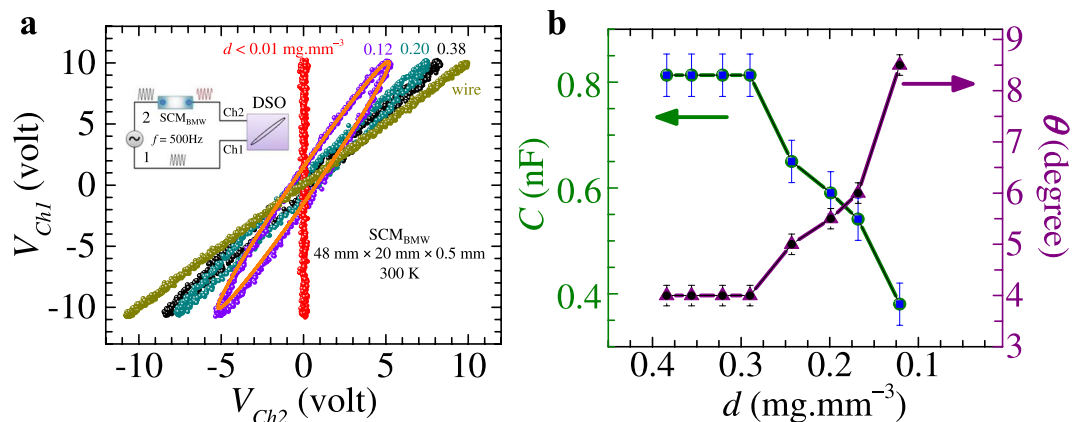 a
d < 0.01 mg.mm⁻³ 0.12 0.20 0.38
wire
10
5
0
-5
-10
V_Ch1 (volt)
DSO
Ch2
SCM_BMW
2
f = 500Hz
1
Ch1
SCM_BMW
48 mm × 20 mm × 0.5 mm
300 K
-10 -5 0 5 10
V_Ch2 (volt)
b
0.8
0.6
0.4
C (nF)
9
8
7
6
5
4
3
θ (degree)
0.4 0.3 0.2 0.1
d (mg.mm⁻³)